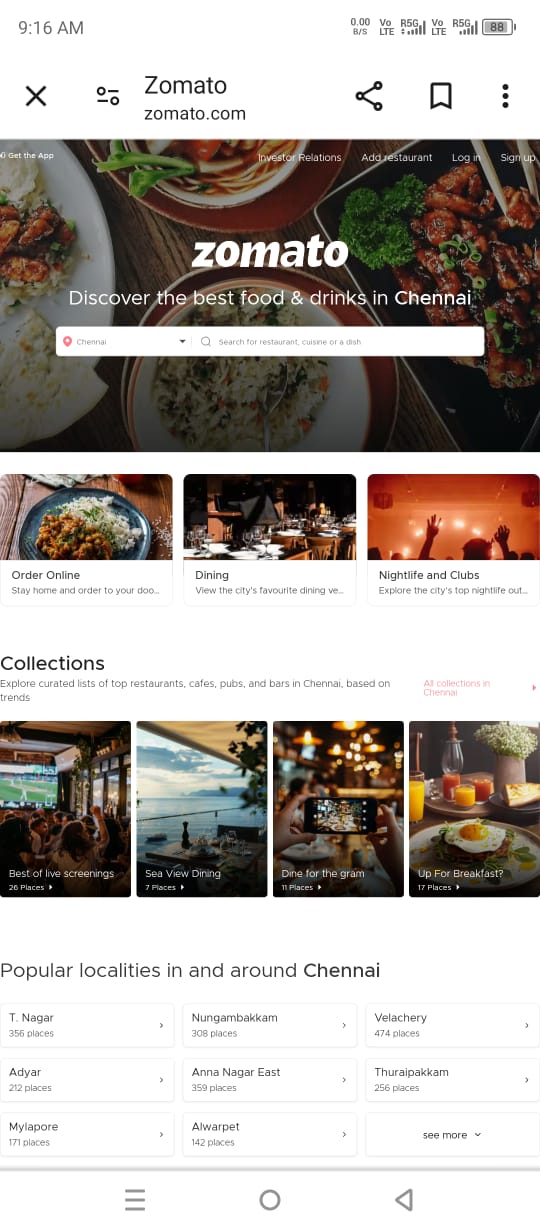 9:16 AM
0.00 B/S Vo LTE R5G Vo LTE R5G 88
Zomato
zomato.com
Get the App
Investor Relations Add restaurant Log in Sign up
zomato
Discover the best food & drinks in Chennai
Chennai Search for restaurant, cuisine or a dish
Order Online
Stay home and order to your doo...
Dining
View the city's favourite dining ve...
Nightlife and Clubs
Explore the city's top nightlife out...
Collections
Explore curated lists of top restaurants, cafes, pubs, and bars in Chennai, based on
trends
All collections in
Chennai
Best of live screenings
26 Places
Sea View Dining
7 Places
Dine for the gram
11 Places
Up For Breakfast?
17 Places
Popular localities in and around Chennai
T. Nagar
356 places
Nungambakkam
308 places
Velachery
474 places
Adyar
212 places
Anna Nagar East
359 places
Thuraipakkam
256 places
Mylapore
171 places
Alwarpet
142 places
see more